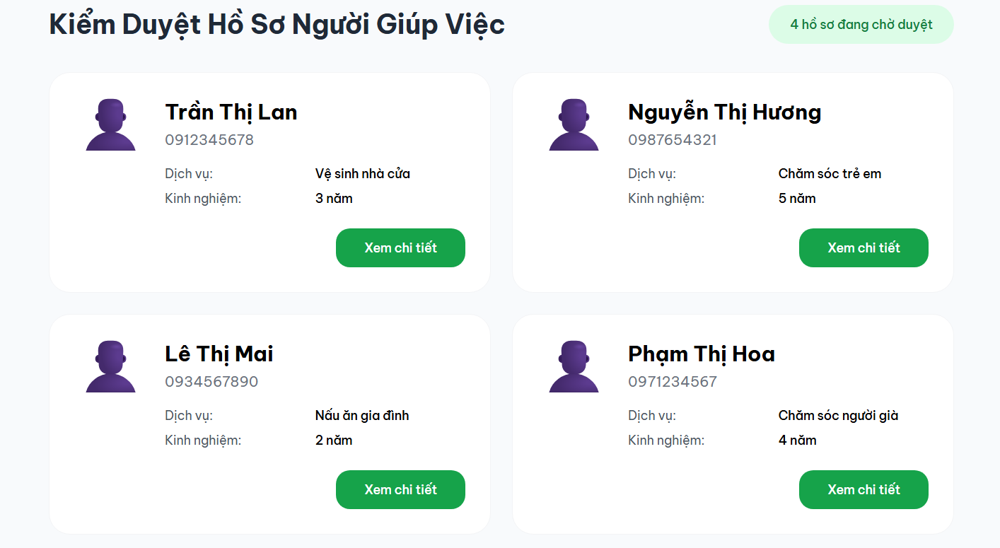 Kiểm Duyệt Hồ Sơ Người Giúp Việc
4 hồ sơ đang chờ duyệt
Trần Thị Lan
0912345678
Dịch vụ: Vệ sinh nhà cửa
Kinh nghiệm: 3 năm
Xem chi tiết
Nguyễn Thị Hương
0987654321
Dịch vụ: Chăm sóc trẻ em
Kinh nghiệm: 5 năm
Xem chi tiết
Lê Thị Mai
0934567890
Dịch vụ: Nấu ăn gia đình
Kinh nghiệm: 2 năm
Xem chi tiết
Phạm Thị Hoa
0971234567
Dịch vụ: Chăm sóc người già
Kinh nghiệm: 4 năm
Xem chi tiết